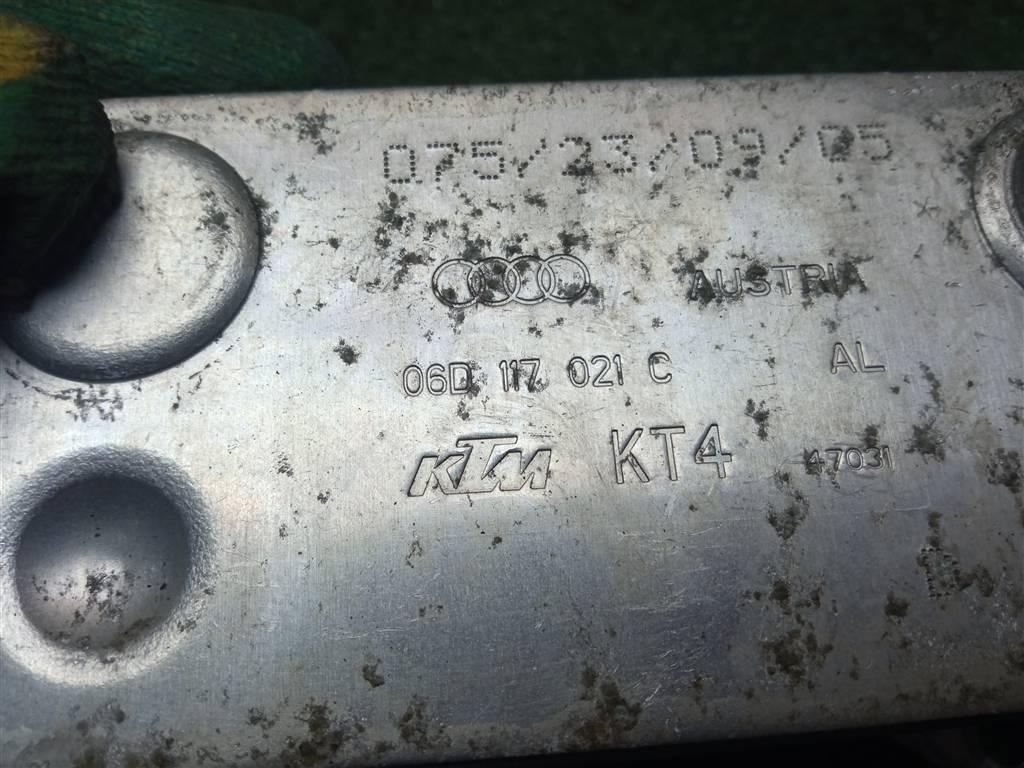 075/23/09/05
AUSTRIA
06D 117 021 C
AL
KTM KT4 47031